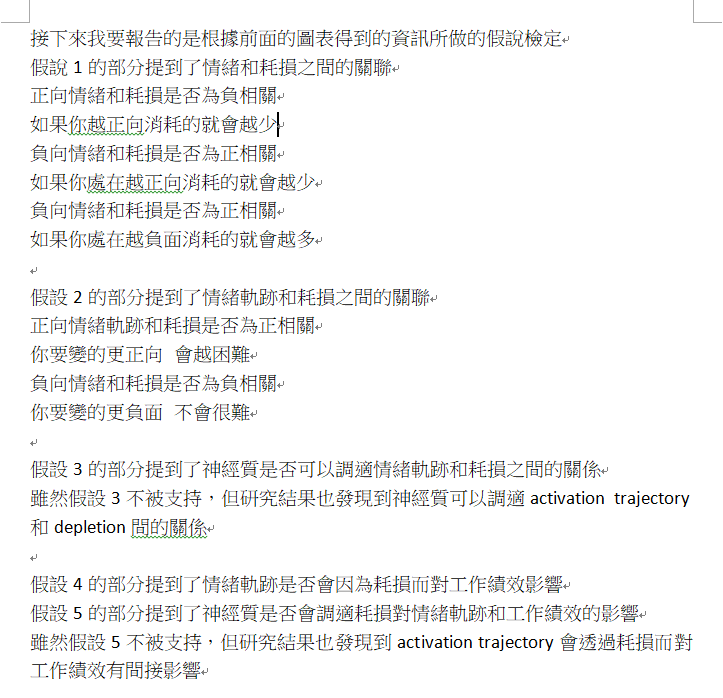 接下來我要報告的是根據前面的圖表得到的資訊所做的假說檢定
假說 1 的部分提到了情緒和耗損之間的關聯
正向情緒和耗損是否為負相關
如果你越正向消耗的就會越少
負向情緒和耗損是否為正相關
如果你處在越正向消耗的就會越少
負向情緒和耗損是否為正相關
如果你處在越負面消耗的就會越多
假設 2 的部分提到了情緒軌跡和耗損之間的關聯
正向情緒軌跡和耗損是否為正相關
你要變的更正向 會越困難
負向情緒和耗損是否為負相關
你要變的更負面 不會很難
假設 3 的部分提到了神經質是否可以調適情緒軌跡和耗損之間的關係
雖然假設 3 不被支持，但研究結果也發現到神經質可以調適 activation trajectory
和 depletion 間的關係
假設 4 的部分提到了情緒軌跡是否會因為耗損而對工作績效影響
假設 5 的部分提到了神經質是否會調適耗損對情緒軌跡和工作績效的影響
雖然假設 5 不被支持，但研究結果也發現到 activation trajectory 會透過耗損而對
工作績效有間接影響